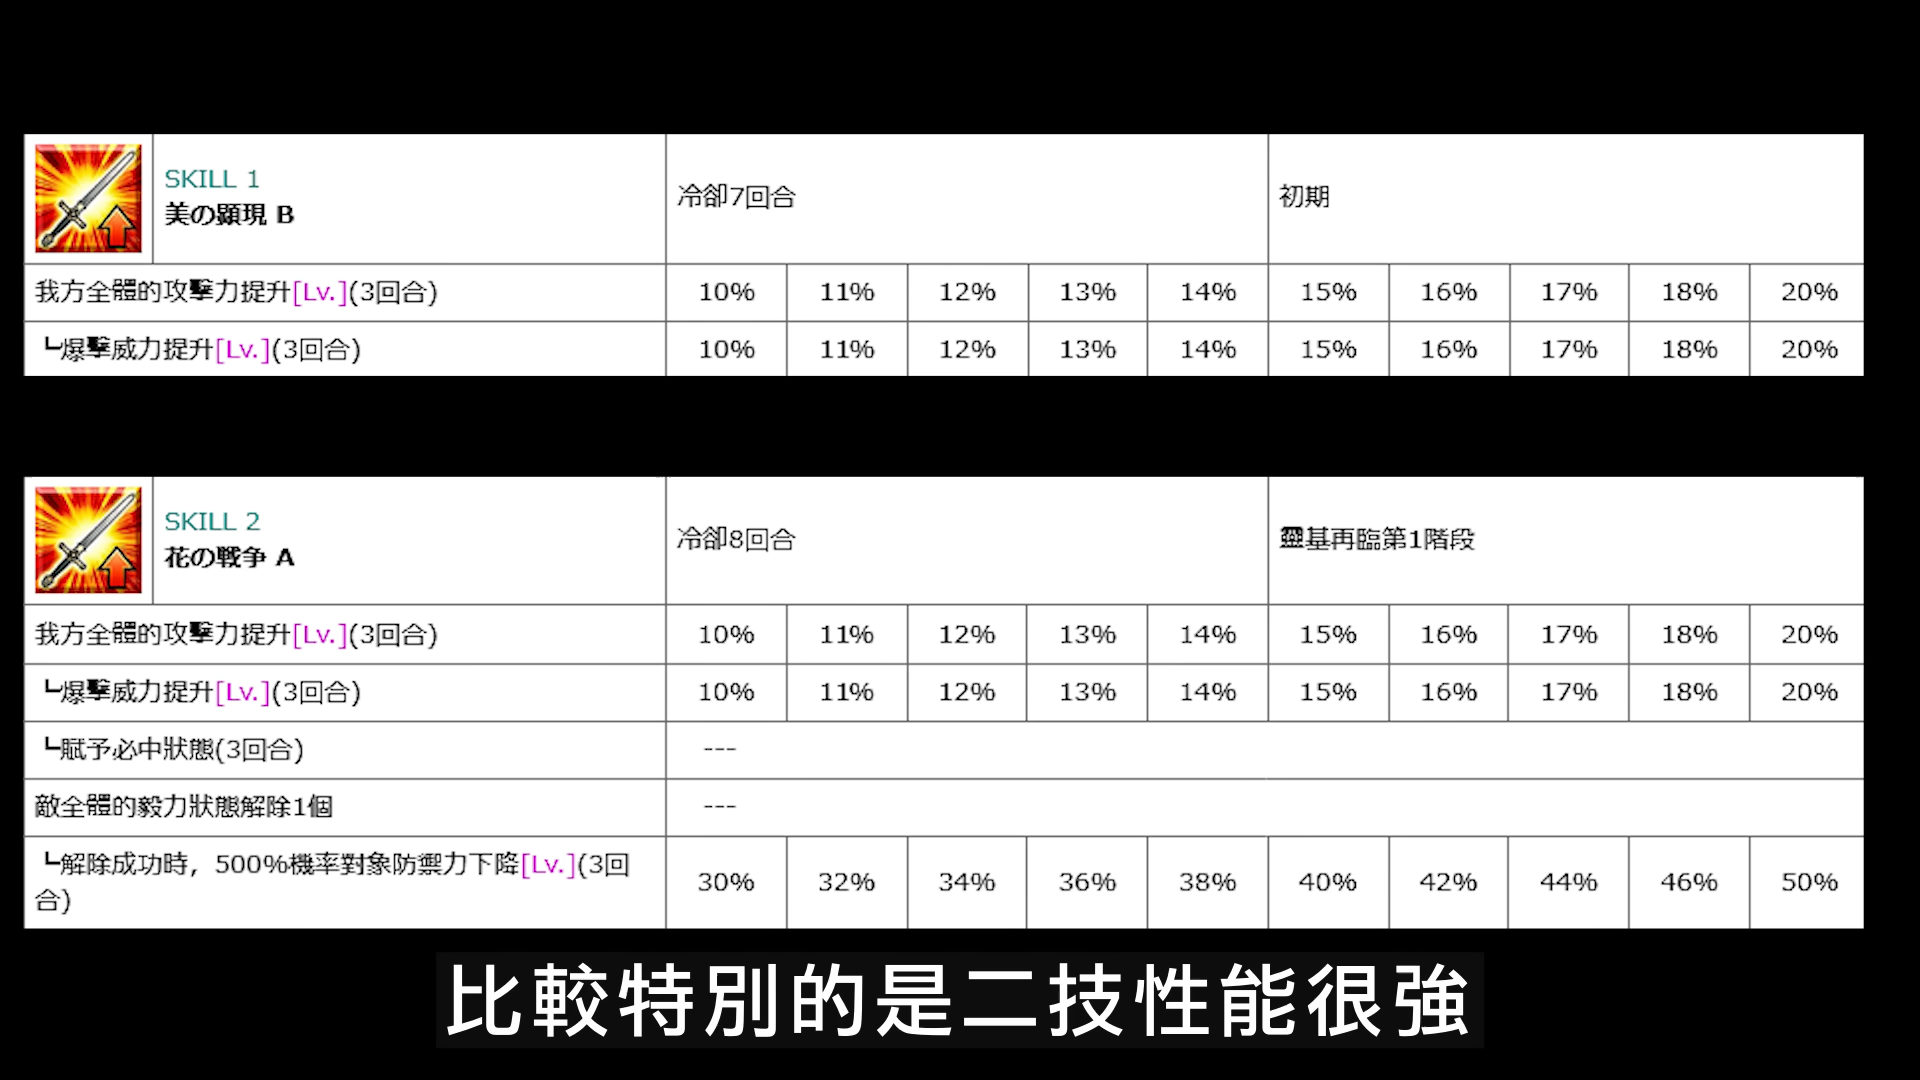 SKILL 1
美の顕現 B
冷卻7回合
初期
我方全體的攻擊力提升[Lv.](3回合) 10% 11% 12% 13% 14% 15% 16% 17% 18% 20%
┗爆擊威力提升[Lv.](3回合) 10% 11% 12% 13% 14% 15% 16% 17% 18% 20%
SKILL 2
花の戦争 A
冷卻8回合
靈基再臨第1階段
我方全體的攻擊力提升[Lv.](3回合) 10% 11% 12% 13% 14% 15% 16% 17% 18% 20%
┗爆擊威力提升[Lv.](3回合) 10% 11% 12% 13% 14% 15% 16% 17% 18% 20%
┗賦予必中狀態(3回合) ---
敵全體的毅力狀態解除1個 ---
┗解除成功時，500%機率對象防禦力下降[Lv.](3回
合)
30% 32% 34% 36% 38% 40% 42% 44% 46% 50%
比較特別的是二技性能很強